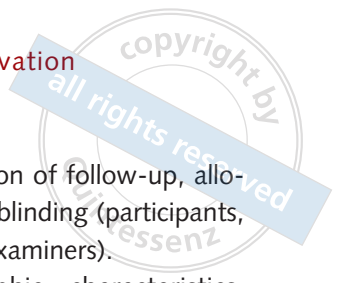 vation
copyright by
all rights reserved
Quintessenz
on of follow-up, allo-
blinding (participants,
xaminers).